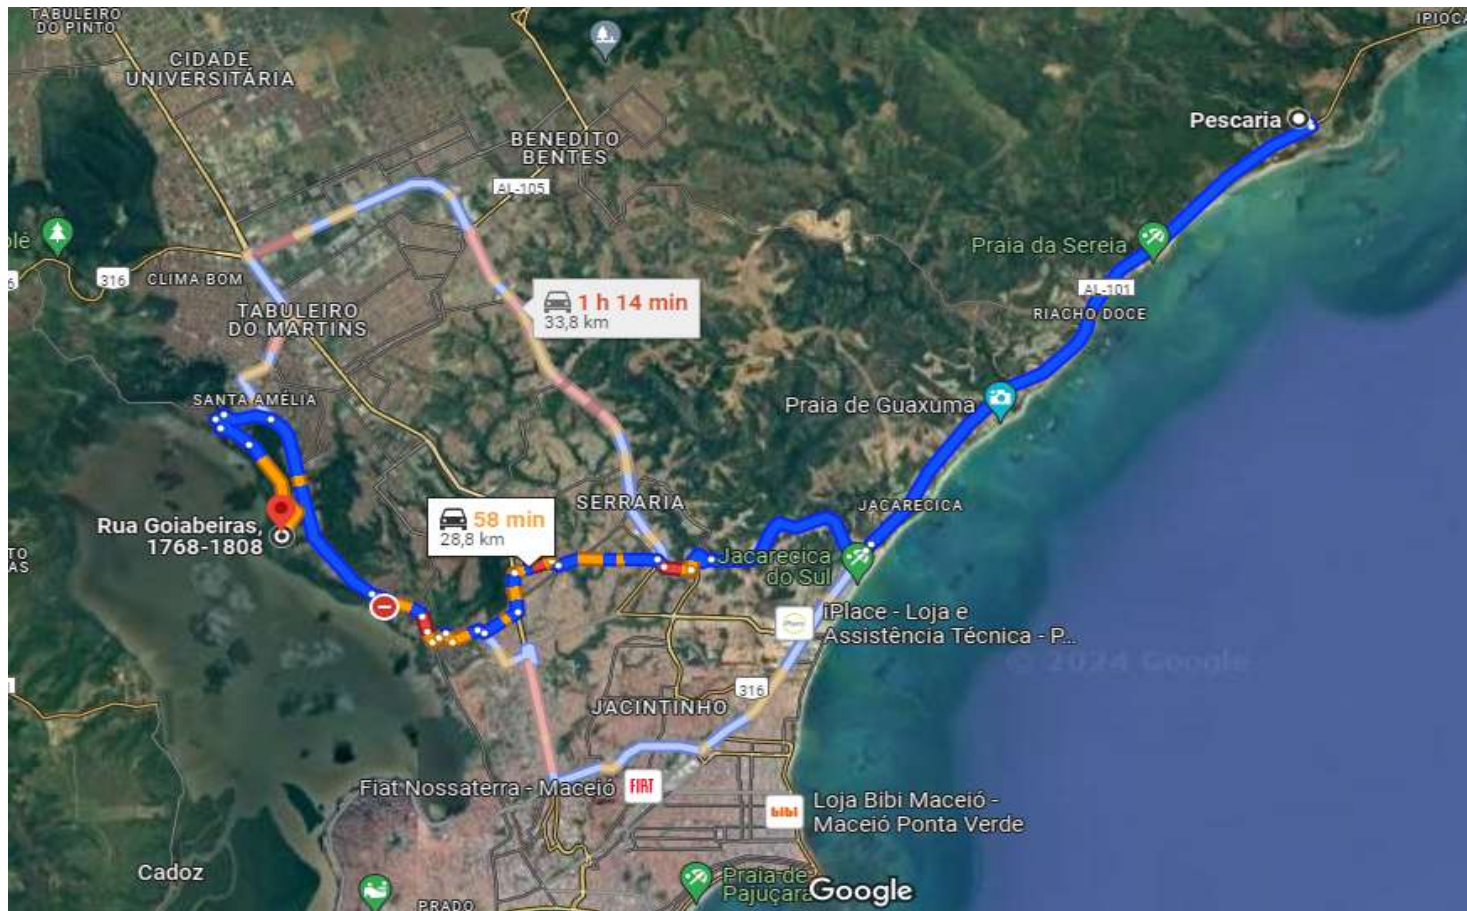 TABULEIRO
DO PINTO
IPIOCA
CIDADE
UNIVERSITÁRIA
Pescaria
BENEDITO
BENTES
AL-105
Praia da Sereia
olé
316
CLIMA BOM
AL-101
1 h 14 min
33,8 km
RIACHO DOCE
TABULEIRO
DO MARTINS
SANTA AMÉLIA
Praia de Guaxuma
SERRARIA
JACARECICA
58 min
28,8 km
Rua Goiabeiras,
1768-1808
Jacarecica
do Sul
iPlace - Loja e
Assistência Técnica - P...
© 2024 Google
316
JACINTINHO
Fiat Nossaterra - Maceió
FIAT
bibi
Loja Bibi Maceió -
Maceió Ponta Verde
Cadoz
Praia de
Pajuçara
Google
PRADO